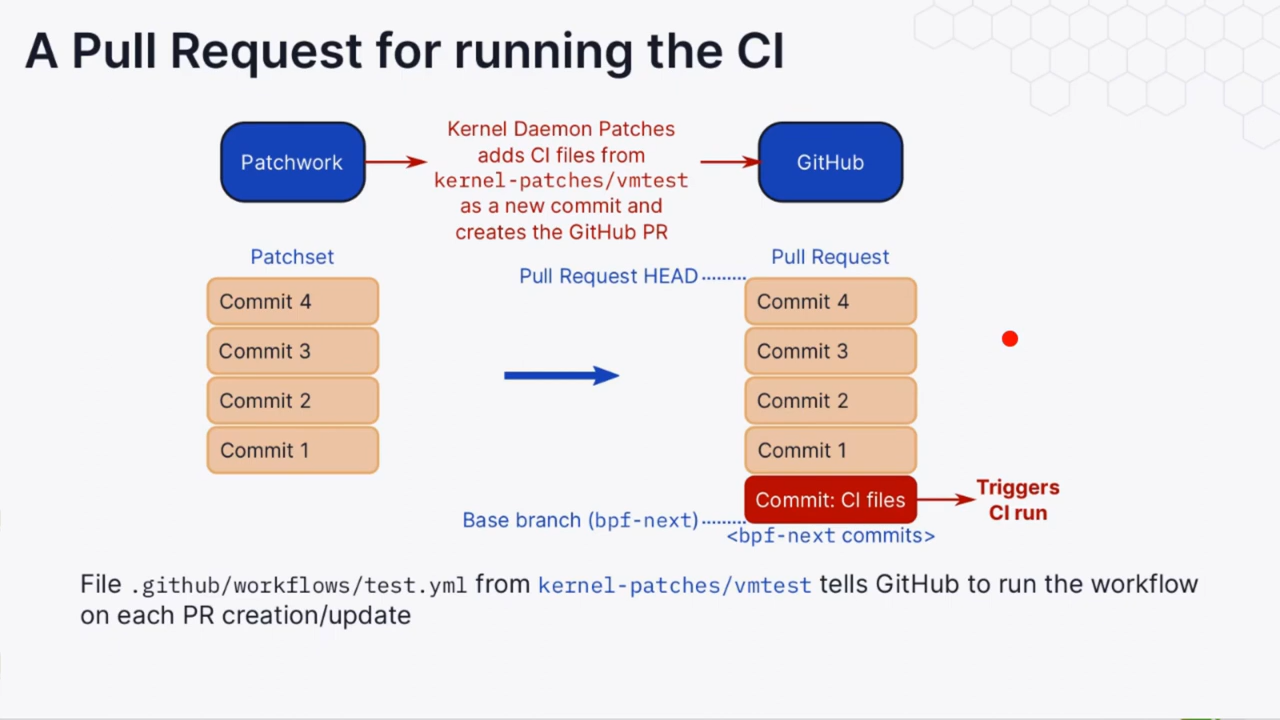 A Pull Request for running the CI
Patchwork
Kernel Daemon Patches
adds CI files from
kernel-patches/vmtest
as a new commit and
creates the GitHub PR
GitHub
Patchset
Commit 4
Commit 3
Commit 2
Commit 1
Pull Request HEAD
Pull Request
Commit 4
Commit 3
Commit 2
Commit 1
Commit: CI files
Triggers
CI run
Base branch (bpf-next)
<bpf-next commits>
File .github/workflows/test.yml from kernel-patches/vmtest tells GitHub to run the workflow
on each PR creation/update